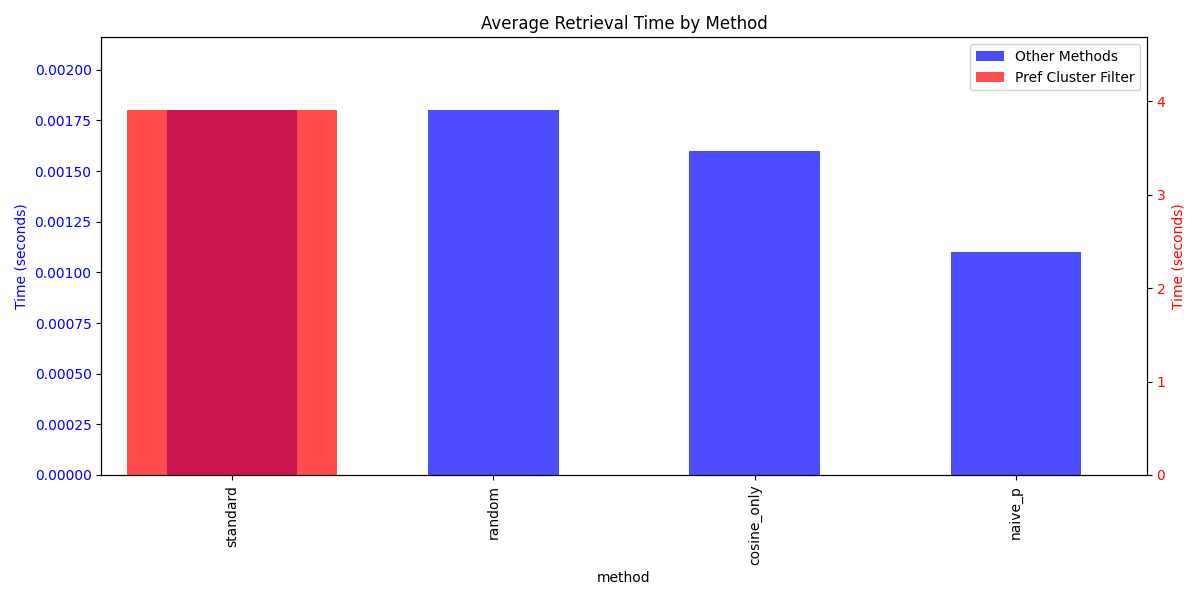 Average Retrieval Time by Method
Other Methods
Pref Cluster Filter
Time (seconds)
0.00200
0.00175
0.00150
0.00125
0.00100
0.00075
0.00050
0.00025
0.00000
4
3
2
1
0
Time (seconds)
standard
random
cosine_only
naive_p
method